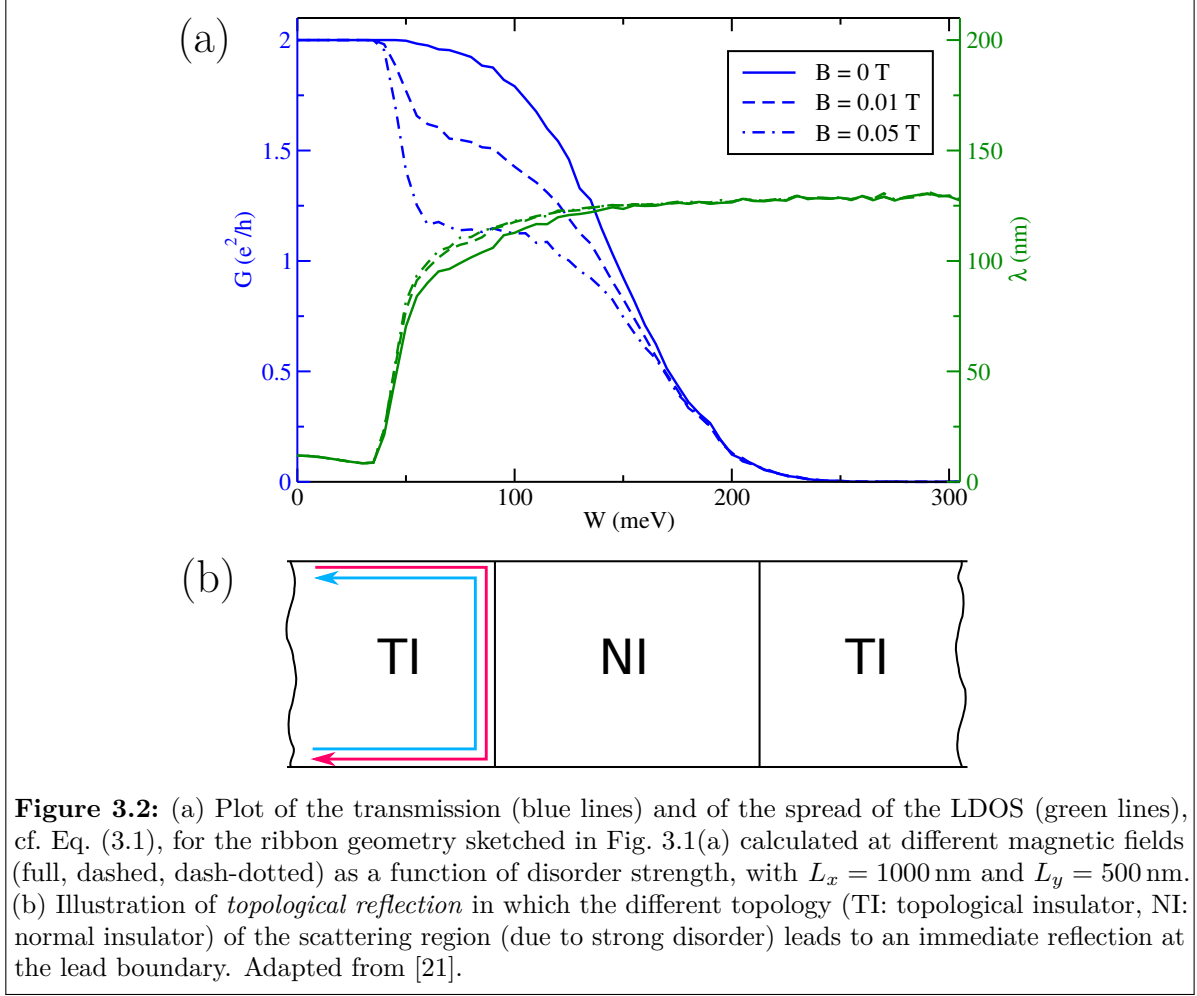 (a)
2
1.5
1
0.5
0
G (e²/h)
200
150
100
50
0
λ (nm)
B = 0 T
B = 0.01 T
B = 0.05 T
0 100 200 300
W (meV)
(b)
TI NI TI
Figure 3.2: (a) Plot of the transmission (blue lines) and of the spread of the LDOS (green lines),
cf. Eq. (3.1), for the ribbon geometry sketched in Fig. 3.1(a) calculated at different magnetic fields
(full, dashed, dash-dotted) as a function of disorder strength, with Lₓ = 1000 nm and L_y = 500 nm.
(b) Illustration of topological reflection in which the different topology (TI: topological insulator, NI:
normal insulator) of the scattering region (due to strong disorder) leads to an immediate reflection at
the lead boundary. Adapted from [21].